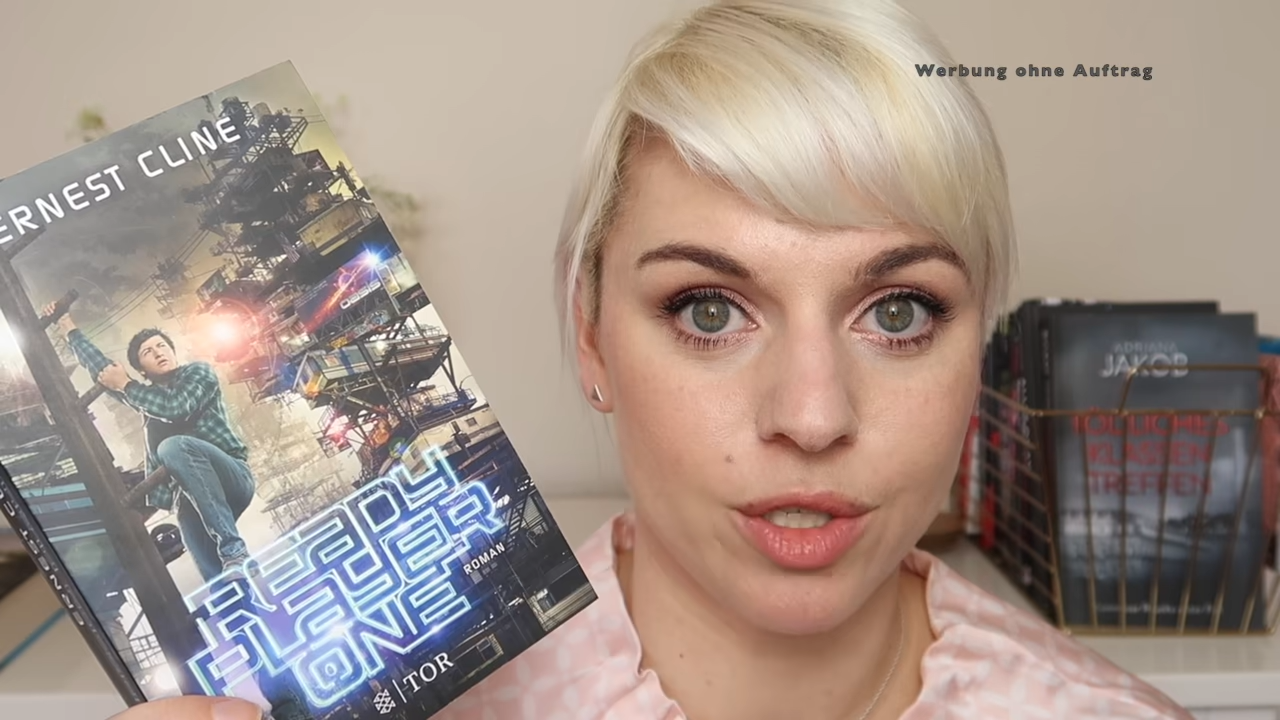 Werbung ohne Auftrag
ERNEST CLINE
READY
PLAYER
ONE
ROMAN
TOR
ADRIANA
JAKOB
TÖDLICHES
KLASSEN
TREFFEN